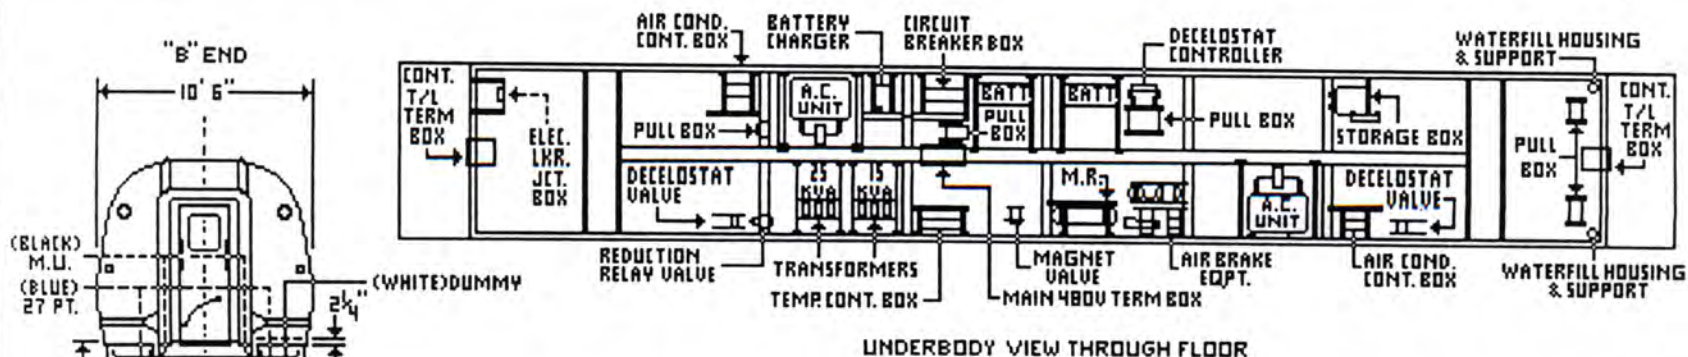 "B" END
10' 6"
(BLACK)
M.U.
(BLUE)
27 PT.
(WHITE)DUMMY
2¼"
AIR COND.
CONT. BOX
BATTERY
CHARGER
CIRCUIT
BREAKER BOX
DECELOSTAT
CONTROLLER
WATERFILL HOUSING
& SUPPORT
CONT.
T/L
TERM
BOX
ELEC.
LKR.
JCT.
BOX
PULL BOX
A.C.
UNIT
BATT
PULL
BOX
BATT
PULL BOX
STORAGE BOX
PULL
BOX
CONT.
T/L
TERM
BOX
DECELOSTAT
VALVE
25
KVA
15
KVA
M.R.
A.C.
UNIT
DECELOSTAT
VALVE
REDUCTION
RELAY VALVE
TRANSFORMERS
TEMP. CONT. BOX
MAGNET
VALVE
MAIN 480V TERM BOX
AIR BRAKE
EQPT.
AIR COND.
CONT. BOX
WATERFILL HOUSING
& SUPPORT
UNDERBODY VIEW THROUGH FLOOR